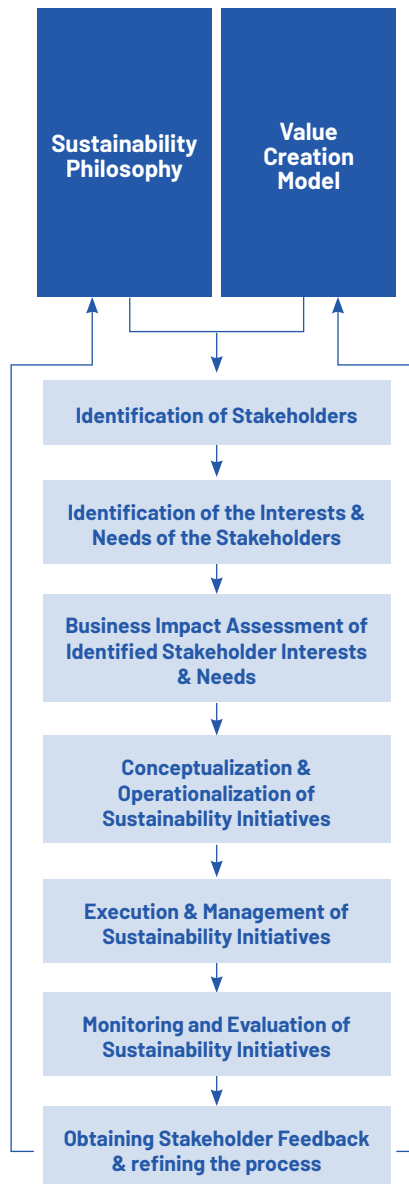 Sustainability
Philosophy
Value
Creation
Model
Identification of Stakeholders
Identification of the Interests &
Needs of the Stakeholders
Business Impact Assessment of
Identified Stakeholder Interests
& Needs
Conceptualization &
Operationalization of
Sustainability Initiatives
Execution & Management of
Sustainability Initiatives
Monitoring and Evaluation of
Sustainability Initiatives
Obtaining Stakeholder Feedback
& refining the process